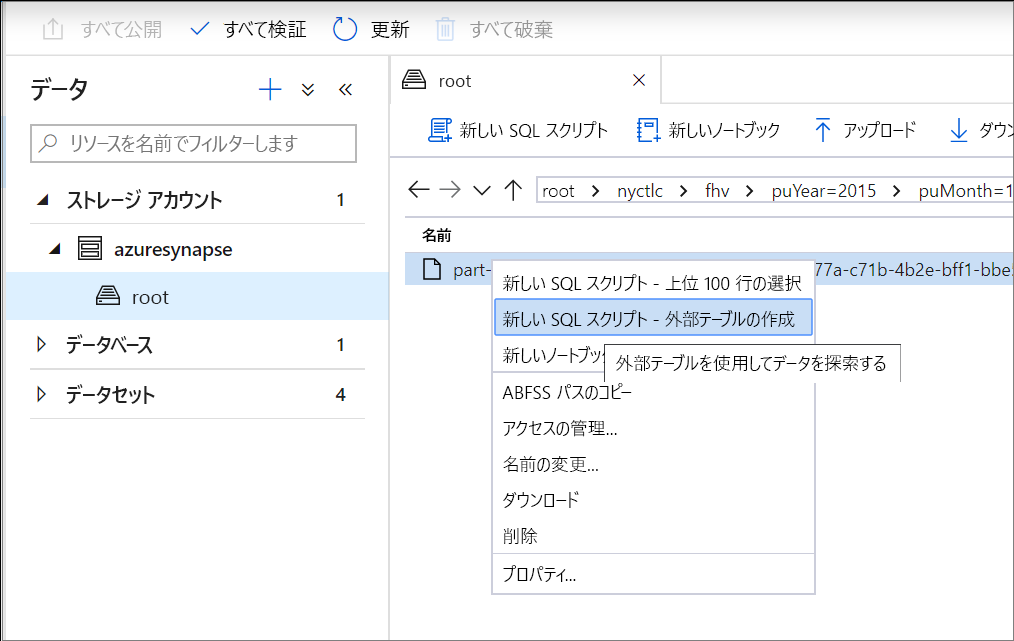 すべて公開 すべて検証 更新 すべて破棄
データ
リソースを名前でフィルターします
ストレージ アカウント 1
azuresynapse
root
データベース 1
データセット 4
root
新しい SQL スクリプト 新しいノートブック アップロード ダウン
root nyctlc fhv puYear=2015 puMonth=1
名前
part- 77a-c71b-4b2e-bff1-bbe
新しい SQL スクリプト - 上位 100 行の選択
新しい SQL スクリプト - 外部テーブルの作成
新しいノートブッ
外部テーブルを使用してデータを探索する
ABFSS パスのコピー
アクセスの管理...
名前の変更...
ダウンロード
削除
プロパティ...